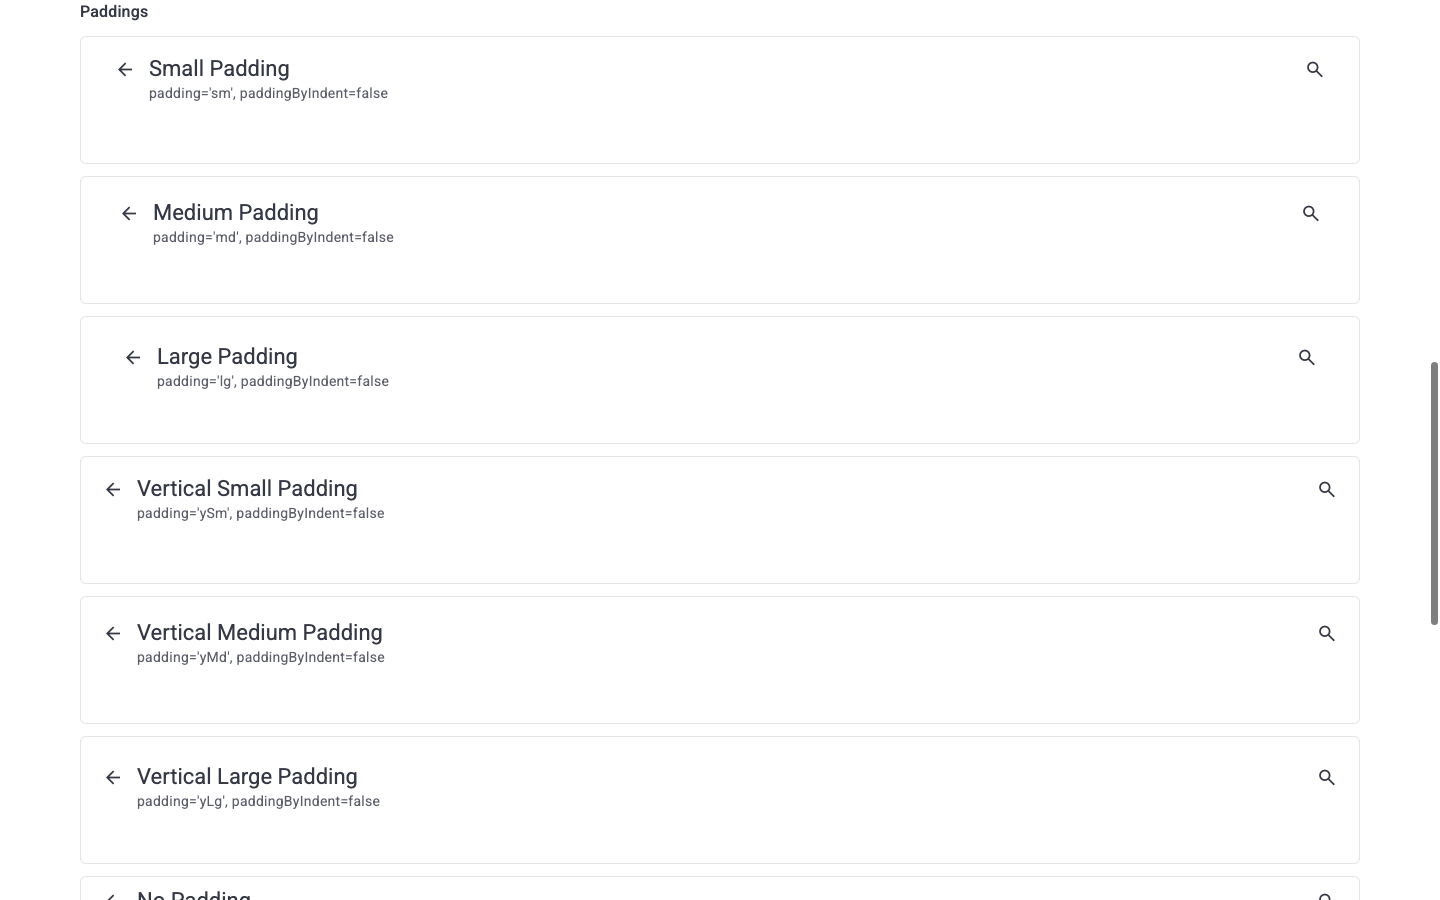 Paddings
Small Padding
padding='sm', paddingByIndent=false
Medium Padding
padding='md', paddingByIndent=false
Large Padding
padding='lg', paddingByIndent=false
Vertical Small Padding
padding='ySm', paddingByIndent=false
Vertical Medium Padding
padding='yMd', paddingByIndent=false
Vertical Large Padding
padding='yLg', paddingByIndent=false
No Padding